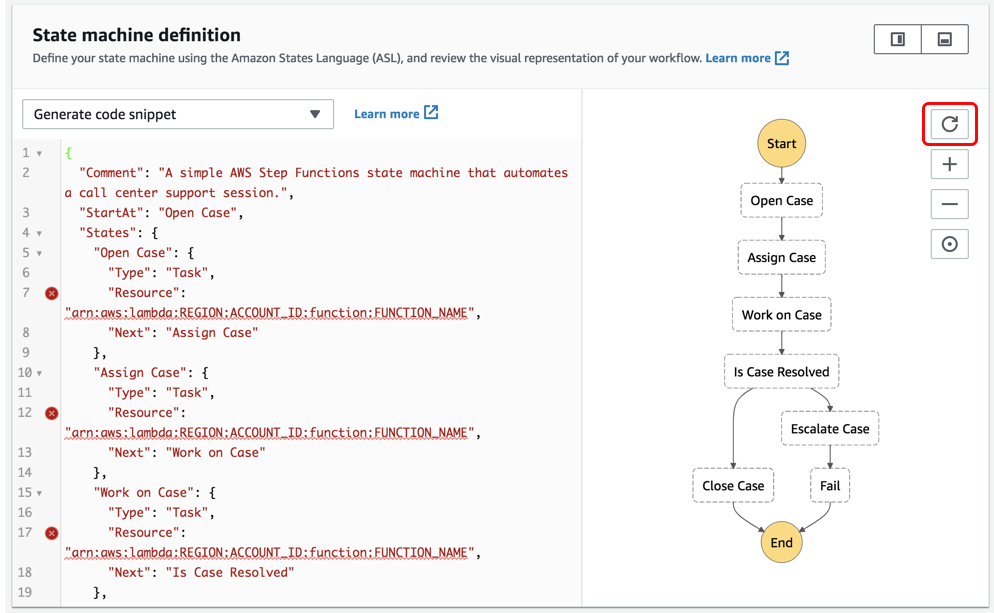 State machine definition
Define your state machine using the Amazon States Language (ASL), and review the visual representation of your workflow. Learn more
Generate code snippet
Learn more
1 {
2 "Comment": "A simple AWS Step Functions state machine that automates
a call center support session.",
3 "StartAt": "Open Case",
4 "States": {
5 "Open Case": {
6 "Type": "Task",
7 "Resource":
"arn:aws:lambda:REGION:ACCOUNT_ID:function:FUNCTION_NAME",
8 "Next": "Assign Case"
9 },
10 "Assign Case": {
11 "Type": "Task",
12 "Resource":
"arn:aws:lambda:REGION:ACCOUNT_ID:function:FUNCTION_NAME",
13 "Next": "Work on Case"
14 },
15 "Work on Case": {
16 "Type": "Task",
17 "Resource":
"arn:aws:lambda:REGION:ACCOUNT_ID:function:FUNCTION_NAME",
18 "Next": "Is Case Resolved"
19 },
Start
Open Case
Assign Case
Work on Case
Is Case Resolved
Escalate Case
Close Case
Fail
End